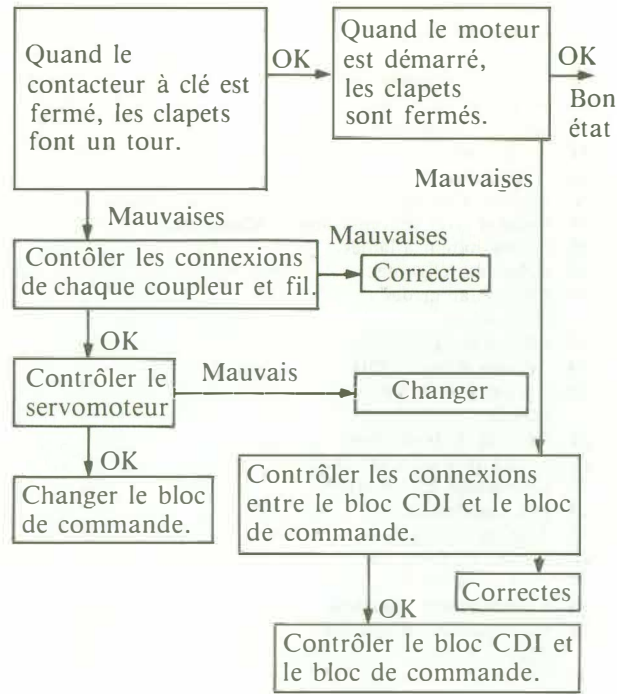 Quand le
contacteur à clé est
fermé, les clapets
font un tour.
OK
Quand le moteur
est démarré,
les clapets
sont fermés.
OK
Bon
état
Mauvaises
Mauvaises
Contôler les connexions
de chaque coupleur et fil.
Mauvaises
Correctes
OK
Contrôler le
servomoteur
Mauvais
Changer
OK
Changer le bloc
de commande.
Contrôler les connexions
entre le bloc CDI et le bloc
de commande.
Correctes
OK
Contrôler le bloc CDI et
le bloc de commande.